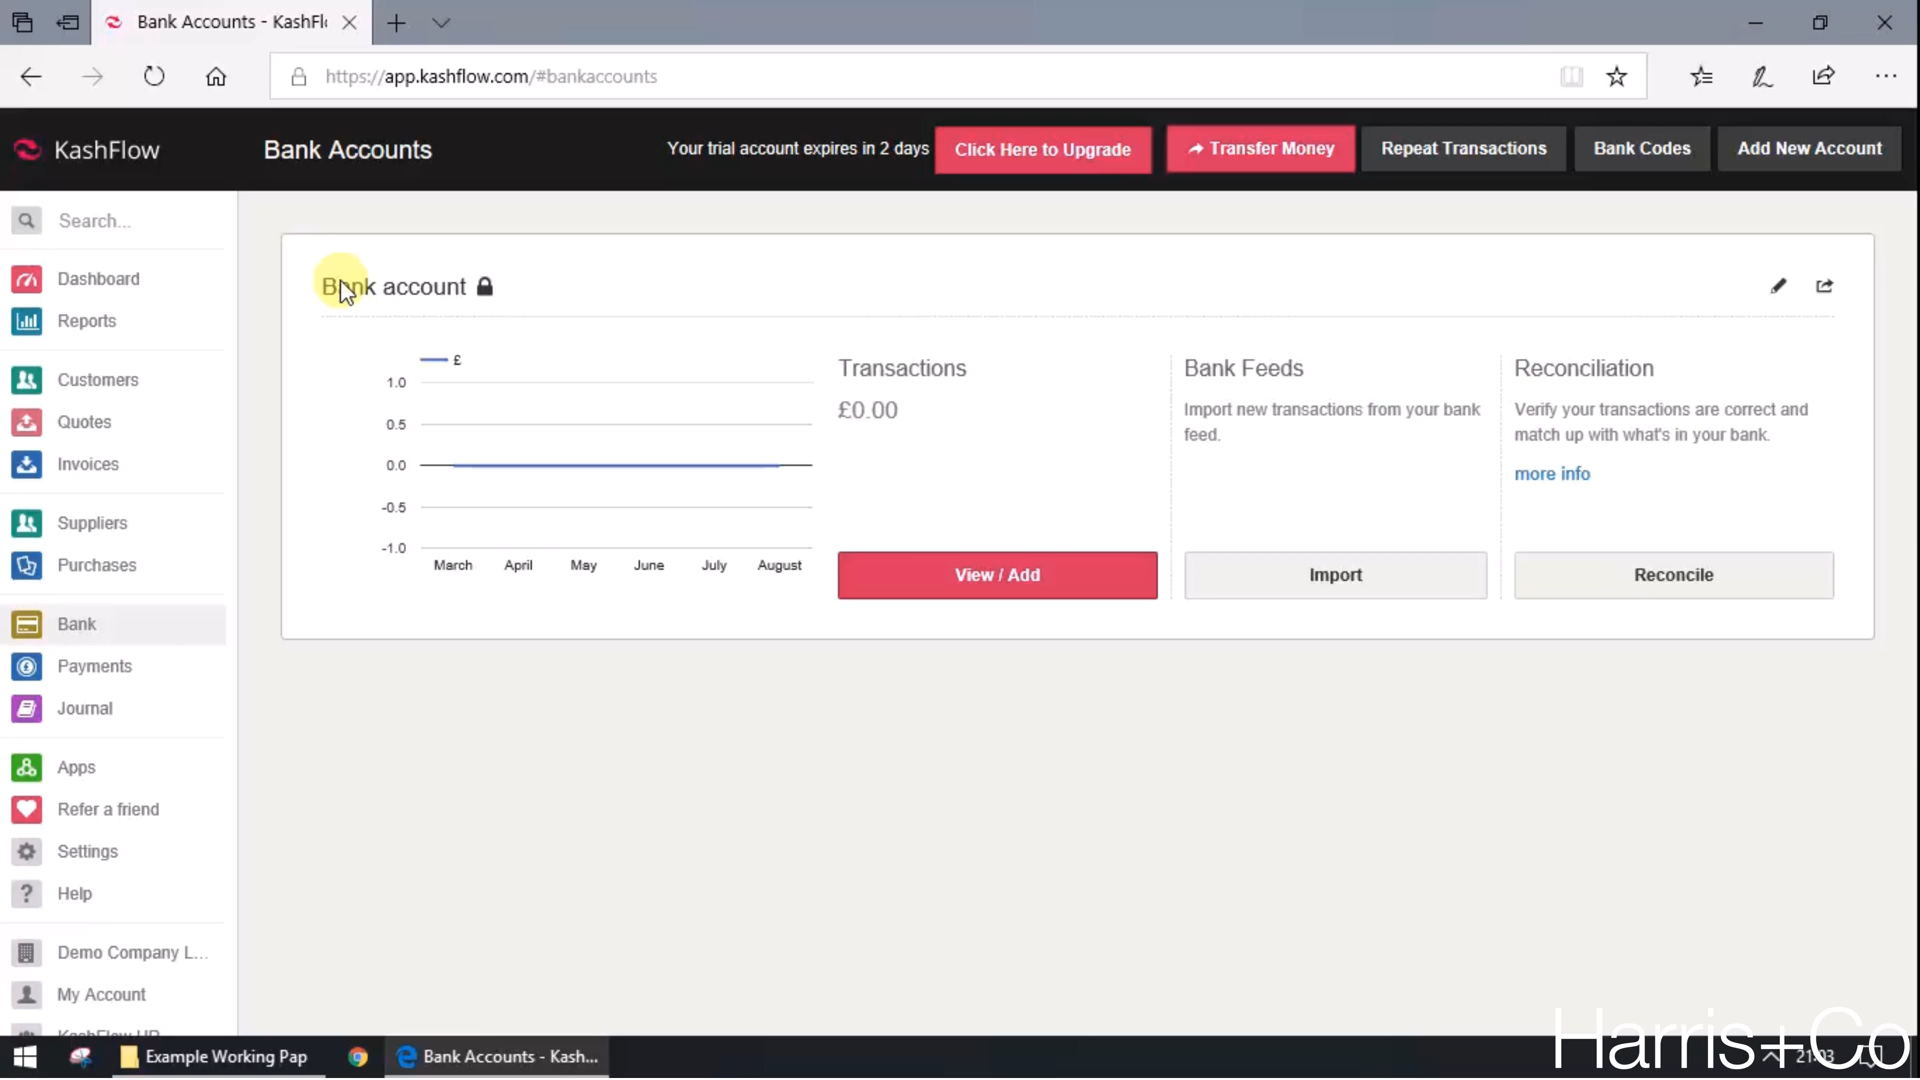 Bank Accounts - KashFl
https://app.kashflow.com/#bankaccounts
KashFlow
Bank Accounts
Your trial account expires in 2 days
Click Here to Upgrade
Transfer Money
Repeat Transactions
Bank Codes
Add New Account
Search...
Dashboard
Reports
Customers
Quotes
Invoices
Suppliers
Purchases
Bank
Payments
Journal
Apps
Refer a friend
Settings
Help
Demo Company L...
My Account
KashFlow HR
Bank account
£
1.0
0.5
0.0
-0.5
-1.0
March April May June July August
Transactions
£0.00
View / Add
Bank Feeds
Import new transactions from your bank
feed.
Import
Reconciliation
Verify your transactions are correct and
match up with what's in your bank.
more info
Reconcile
Example Working Pap
Bank Accounts - Kash...
21:03
Harris+Co